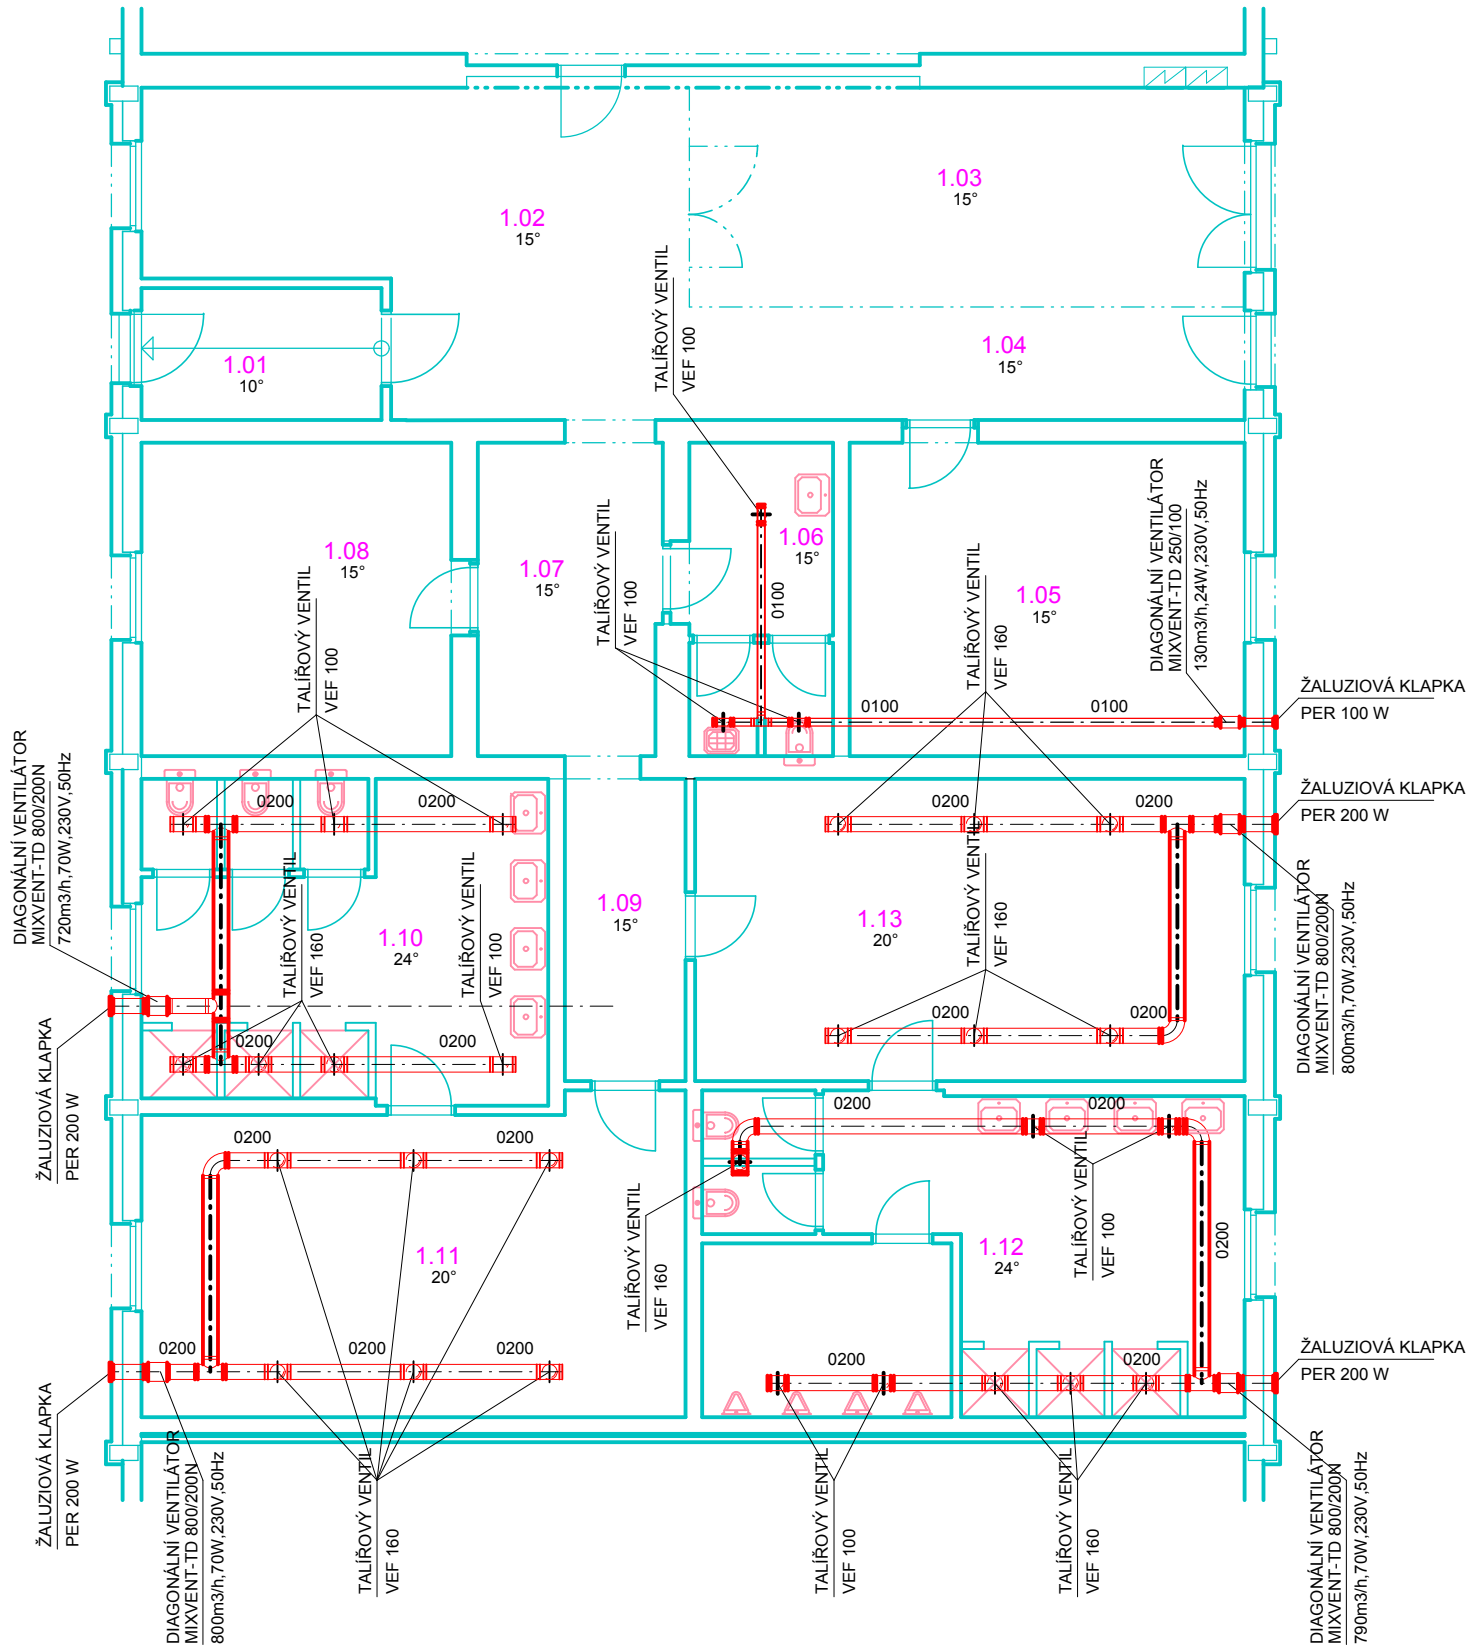 1.03
15°
1.02
15°
TALÍŘOVÝ VENTIL
VEF 100
1.04
15°
1.01
10°
DIAGONÁLNÍ VENTILÁTOR
MIXVENT-TD 250/100
130m3/h,24W,230V,50Hz
TALÍŘOVÝ VENTIL
VEF 100
1.06
15°
1.08
15°
1.07
15°
TALÍŘOVÝ VENTIL
VEF 100
0100
TALÍŘOVÝ VENTIL
VEF 160
1.05
15°
ŽALUZIOVÁ KLAPKA
PER 100 W
0100
0100
DIAGONÁLNÍ VENTILÁTOR
MIXVENT-TD 800/200N
720m3/h,70W,230V,50Hz
0200
0200
0200
0200
ŽALUZIOVÁ KLAPKA
PER 200 W
TALÍŘOVÝ VENTIL
VEF 160
TALÍŘOVÝ VENTIL
VEF 100
1.10
24°
1.09
15°
1.13
20°
TALÍŘOVÝ VENTIL
VEF 160
DIAGONÁLNÍ VENTILÁTOR
MIXVENT-TD 800/200N
800m3/h,70W,230V,50Hz
0200
0200
0200
0200
ŽALUZIOVÁ KLAPKA
PER 200 W
0200
0200
0200
0200
TALÍŘOVÝ VENTIL
VEF 160
TALÍŘOVÝ VENTIL
VEF 100
0200
1.11
20°
1.12
24°
0200
0200
0200
0200
0200
ŽALUZIOVÁ KLAPKA
PER 200 W
ŽALUZIOVÁ KLAPKA
PER 200 W
DIAGONÁLNÍ VENTILÁTOR
MIXVENT-TD 800/200N
800m3/h,70W,230V,50Hz
TALÍŘOVÝ VENTIL
VEF 160
TALÍŘOVÝ VENTIL
VEF 100
TALÍŘOVÝ VENTIL
VEF 160
DIAGONÁLNÍ VENTILÁTOR
MIXVENT-TD 800/200N
790m3/h,70W,230V,50Hz